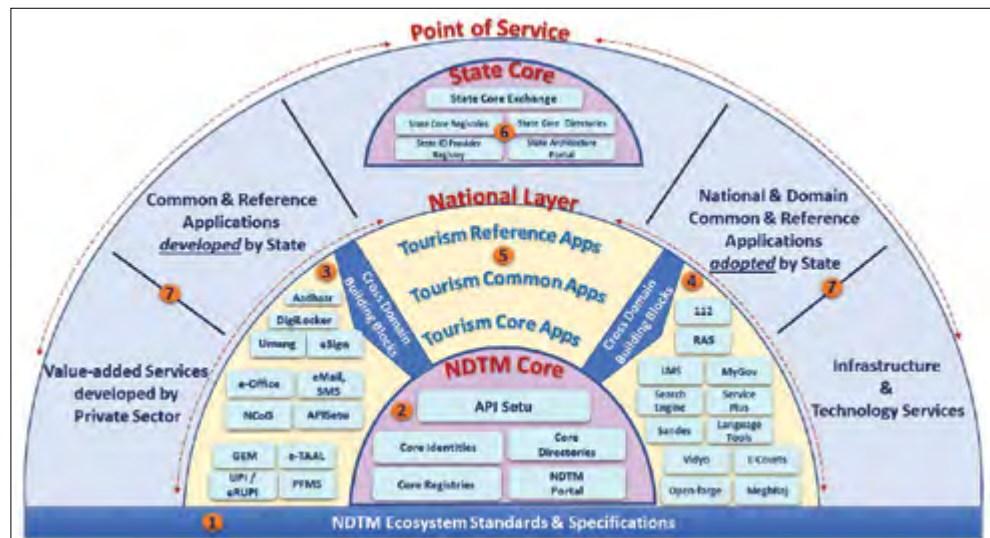 Point of Service
State Core
State Core Exchange
State Core Registries
State Core Directories
6
State ID Provider
Registry
State Architecture
Portal
Common & Reference
Applications
developed by State
National & Domain
Common & Reference
Applications
adopted by State
National Layer
Tourism Reference Apps
5
Tourism Common Apps
Tourism Core Apps
Cross Domain
Building Blocks
Cross Domain
Building Blocks
7
7
Value-added Services
developed by
Private Sector
Infrastructure
&
Technology Services
3
Aadhaar
DigiLocker
Umang
eSign
e-Office
eMail,
SMS
NCoG
APISetu
GEM
e-TAAL
UPI /
eRUPI
PFMS
4
112
RAS
LMS
MyGov
Search
Engine
Service
Plus
Sandes
Language
Tools
Vidyo
E-Courts
Open-forge
MeghRaj
NDTM Core
2
API Setu
Core Identities
Core
Directories
Core Registries
NDTM
Portal
1
NDTM Ecosystem Standards & Specifications